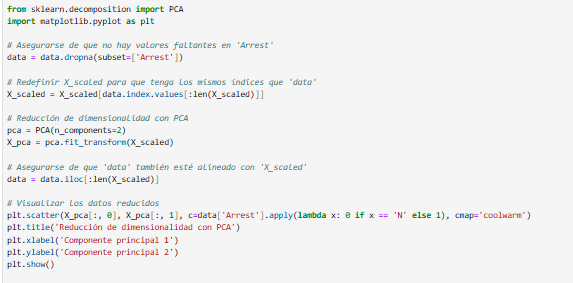 from sklearn.decomposition import PCA
import matplotlib.pyplot as plt
# Asegurarse de que no hay valores faltantes en 'Arrest'
data = data.dropna(subset=['Arrest'])
# Redefinir X_scaled para que tenga los mismos índices que 'data'
X_scaled = X_scaled[data.index.values[:len(X_scaled)]]
# Reducción de dimensionalidad con PCA
pca = PCA(n_components=2)
X_pca = pca.fit_transform(X_scaled)
# Asegurarse de que 'data' también esté alineado con 'X_scaled'
data = data.iloc[:len(X_scaled)]
# Visualizar los datos reducidos
plt.scatter(X_pca[:, 0], X_pca[:, 1], c=data['Arrest'].apply(lambda x: 0 if x == 'N' else 1), cmap='coolwarm')
plt.title('Reducción de dimensionalidad con PCA')
plt.xlabel('Componente principal 1')
plt.ylabel('Componente principal 2')
plt.show()